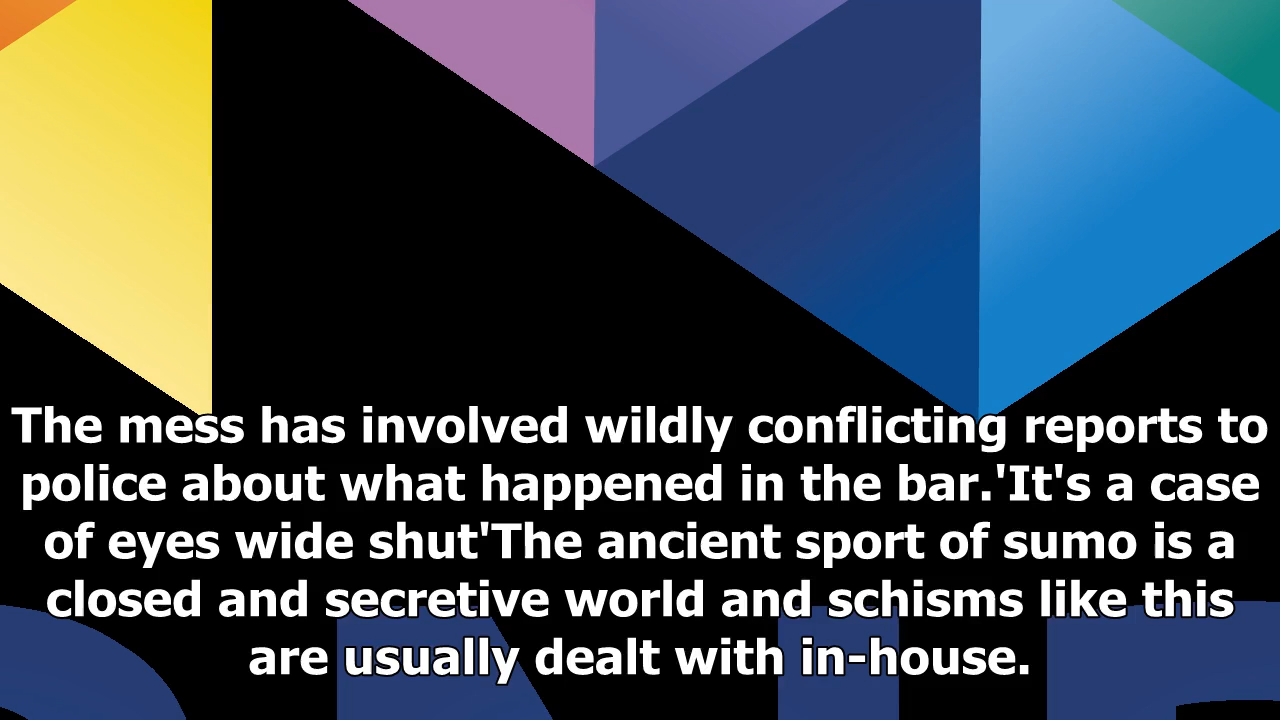 The mess has involved wildly conflicting reports to
police about what happened in the bar.'It's a case
of eyes wide shut'The ancient sport of sumo is a
closed and secretive world and schisms like this
are usually dealt with in-house.